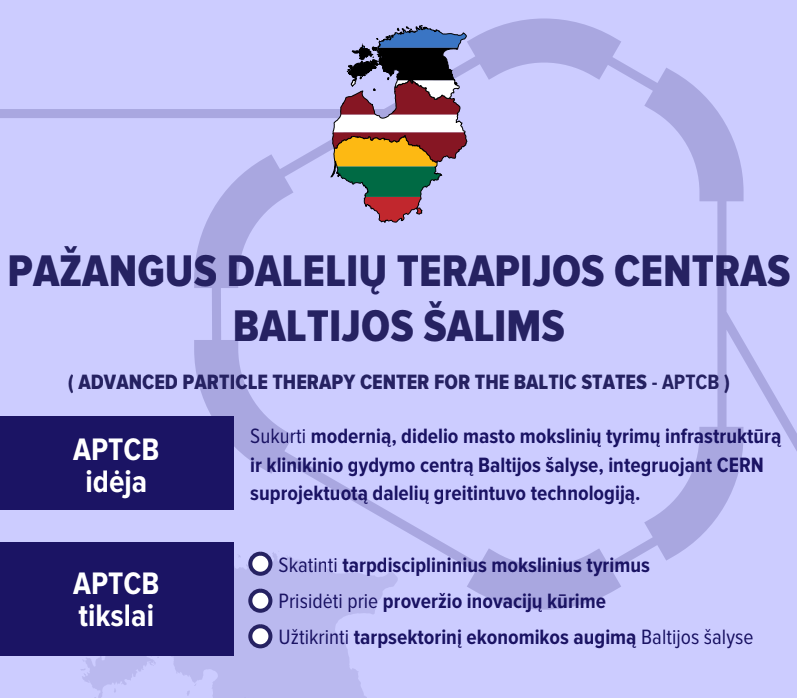 PAŽANGUS DALELIŲ TERAPIJOS CENTRAS
BALTIJOS ŠALIMS
( ADVANCED PARTICLE THERAPY CENTER FOR THE BALTIC STATES - APTCB )
APTCB
idėja
Sukurti modernią, didelio masto mokslinių tyrimų infrastruktūrą
ir klinikinio gydymo centrą Baltijos šalyse, integruojant CERN
suprojektuotą dalelių greitintuvo technologiją.
APTCB
tikslai
Skatinti tarpdisciplininius mokslinius tyrimus
Prisidėti prie proveržio inovacijų kūrime
Užtikrinti tarpsektorinį ekonomikos augimą Baltijos šalyse